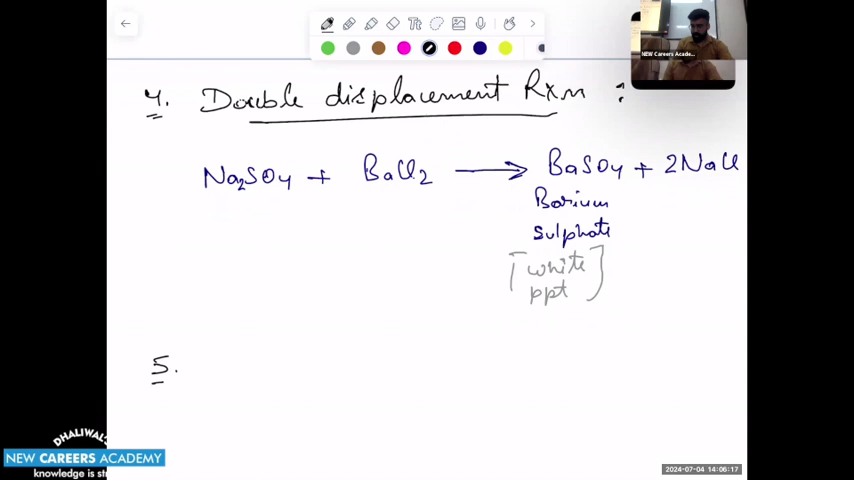 Tt
NEW Careers Acade...
4. Double displacement Rxn :
Na2SO4 + BaCl2 ⟶ BaSO4 + 2NaCl
Barium
Sulphate
[white
ppt]
5.
DHALIWAL'S
NEW CAREERS ACADEMY
knowledge is st
2024-07-04 14:06:17